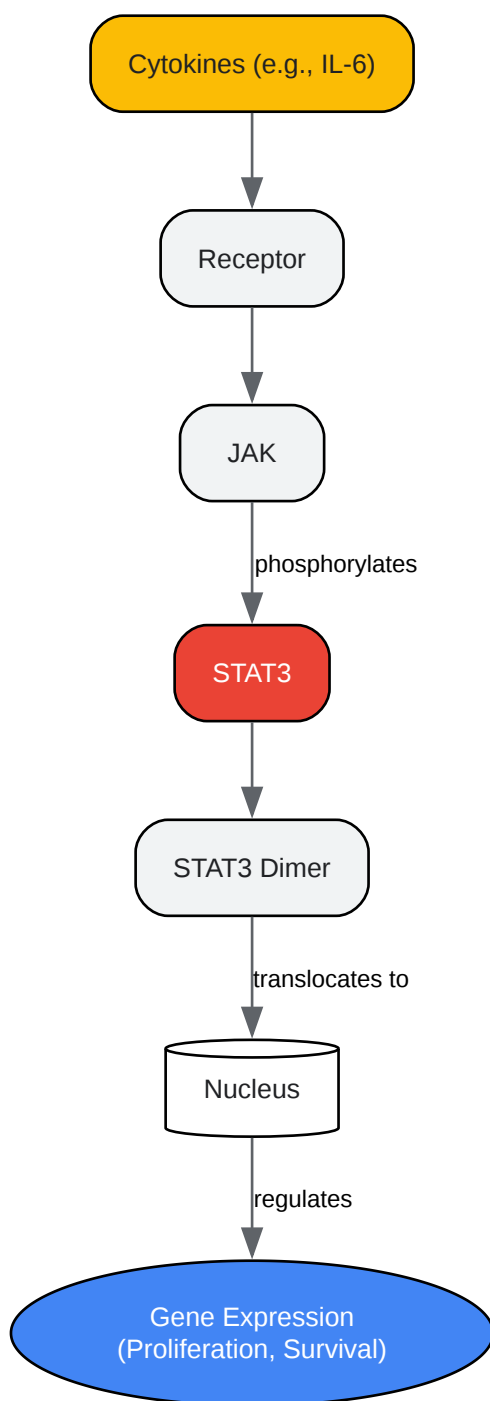 Cytokines (e.g., IL-6)
Receptor
JAK
phosphorylates
STAT3
STAT3 Dimer
translocates to
Nucleus
regulates
Gene Expression
(Proliferation, Survival)